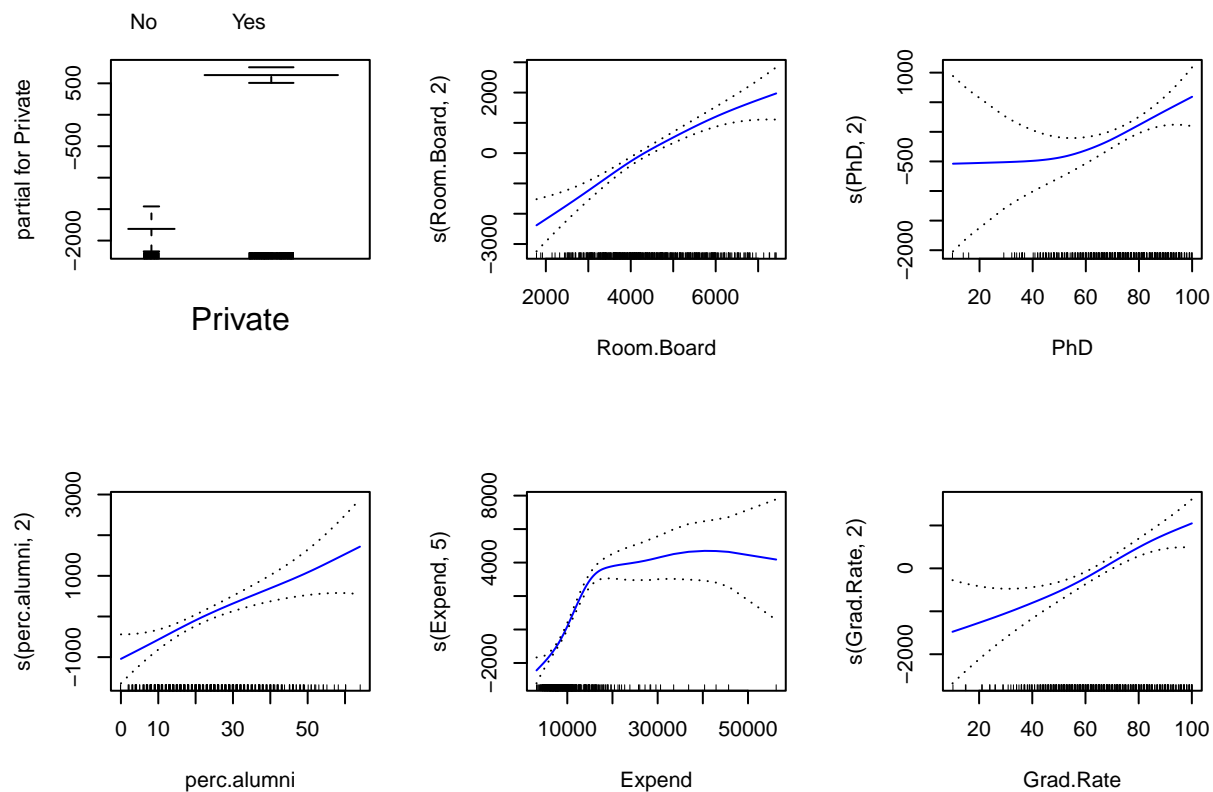 No Yes
partial for Private
500
−500
−2000
Private
s(Room.Board, 2)
2000
0
−3000
2000 4000 6000
Room.Board
s(PhD, 2)
1000
−500
−2000
20 40 60 80 100
PhD
s(perc.alumni, 2)
3000
1000
−1000
0 10 30 50
perc.alumni
s(Expend, 5)
8000
4000
−2000
10000 30000 50000
Expend
s(Grad.Rate, 2)
0
−2000
20 40 60 80 100
Grad.Rate